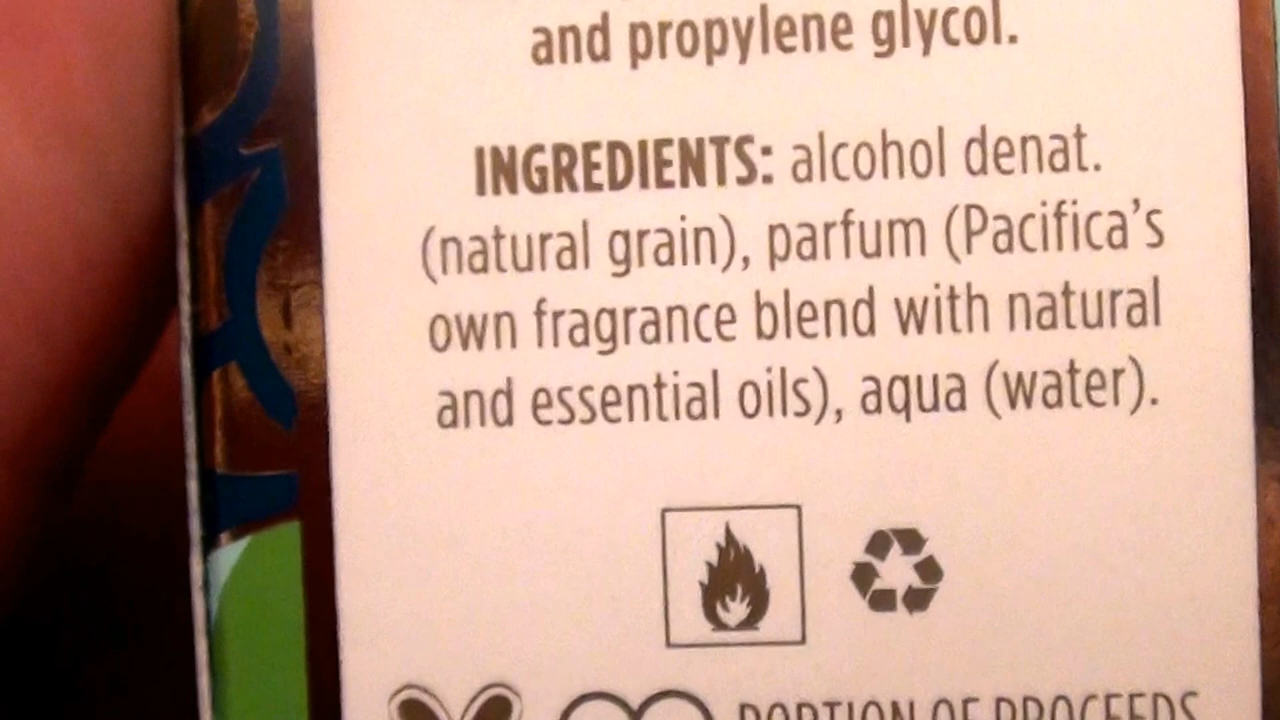 and propylene glycol.
INGREDIENTS: alcohol denat.
(natural grain), parfum (Pacifica's
own fragrance blend with natural
and essential oils), aqua (water).
PORTION OF PROCEEDS